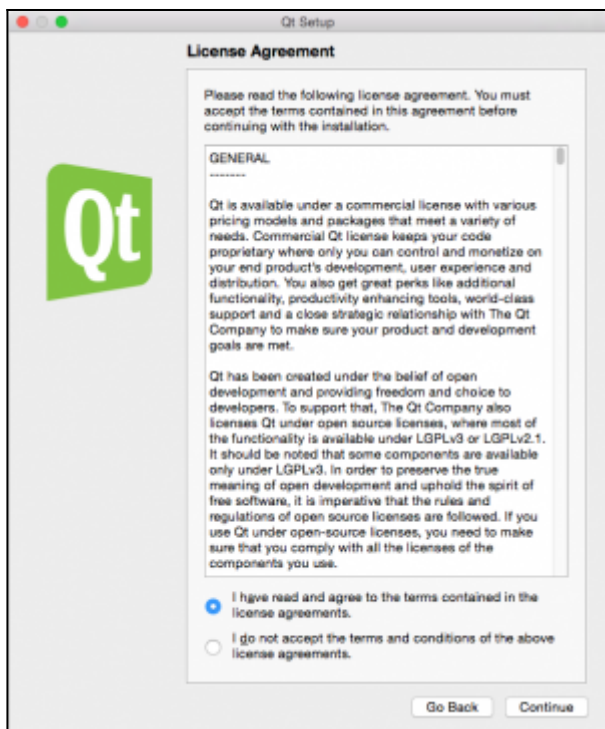 Qt Setup
License Agreement
Please read the following license agreement. You must
accept the terms contained in this agreement before
continuing with the installation.
GENERAL
-------
Qt is available under a commercial license with various
pricing models and packages that meet a variety of
needs. Commercial Qt license keeps your code
proprietary where only you can control and monetize on
your end product's development, user experience and
distribution. You also get great perks like additional
functionality, productivity enhancing tools, world-class
support and a close strategic relationship with The Qt
Company to make sure your product and development
goals are met.
Qt has been created under the belief of open
development and providing freedom and choice to
developers. To support that, The Qt Company also
licenses Qt under open source licenses, where most of
the functionality is available under LGPLv3 or LGPLv2.1.
It should be noted that some components are available
only under LGPLv3. In order to preserve the true
meaning of open development and uphold the spirit of
free software, it is imperative that the rules and
regulations of open source licenses are followed. If you
use Qt under open-source licenses, you need to make
sure that you comply with all the licenses of the
components you use.
Qt
I have read and agree to the terms contained in the
license agreements.
I do not accept the terms and conditions of the above
license agreements.
Go Back
Continue